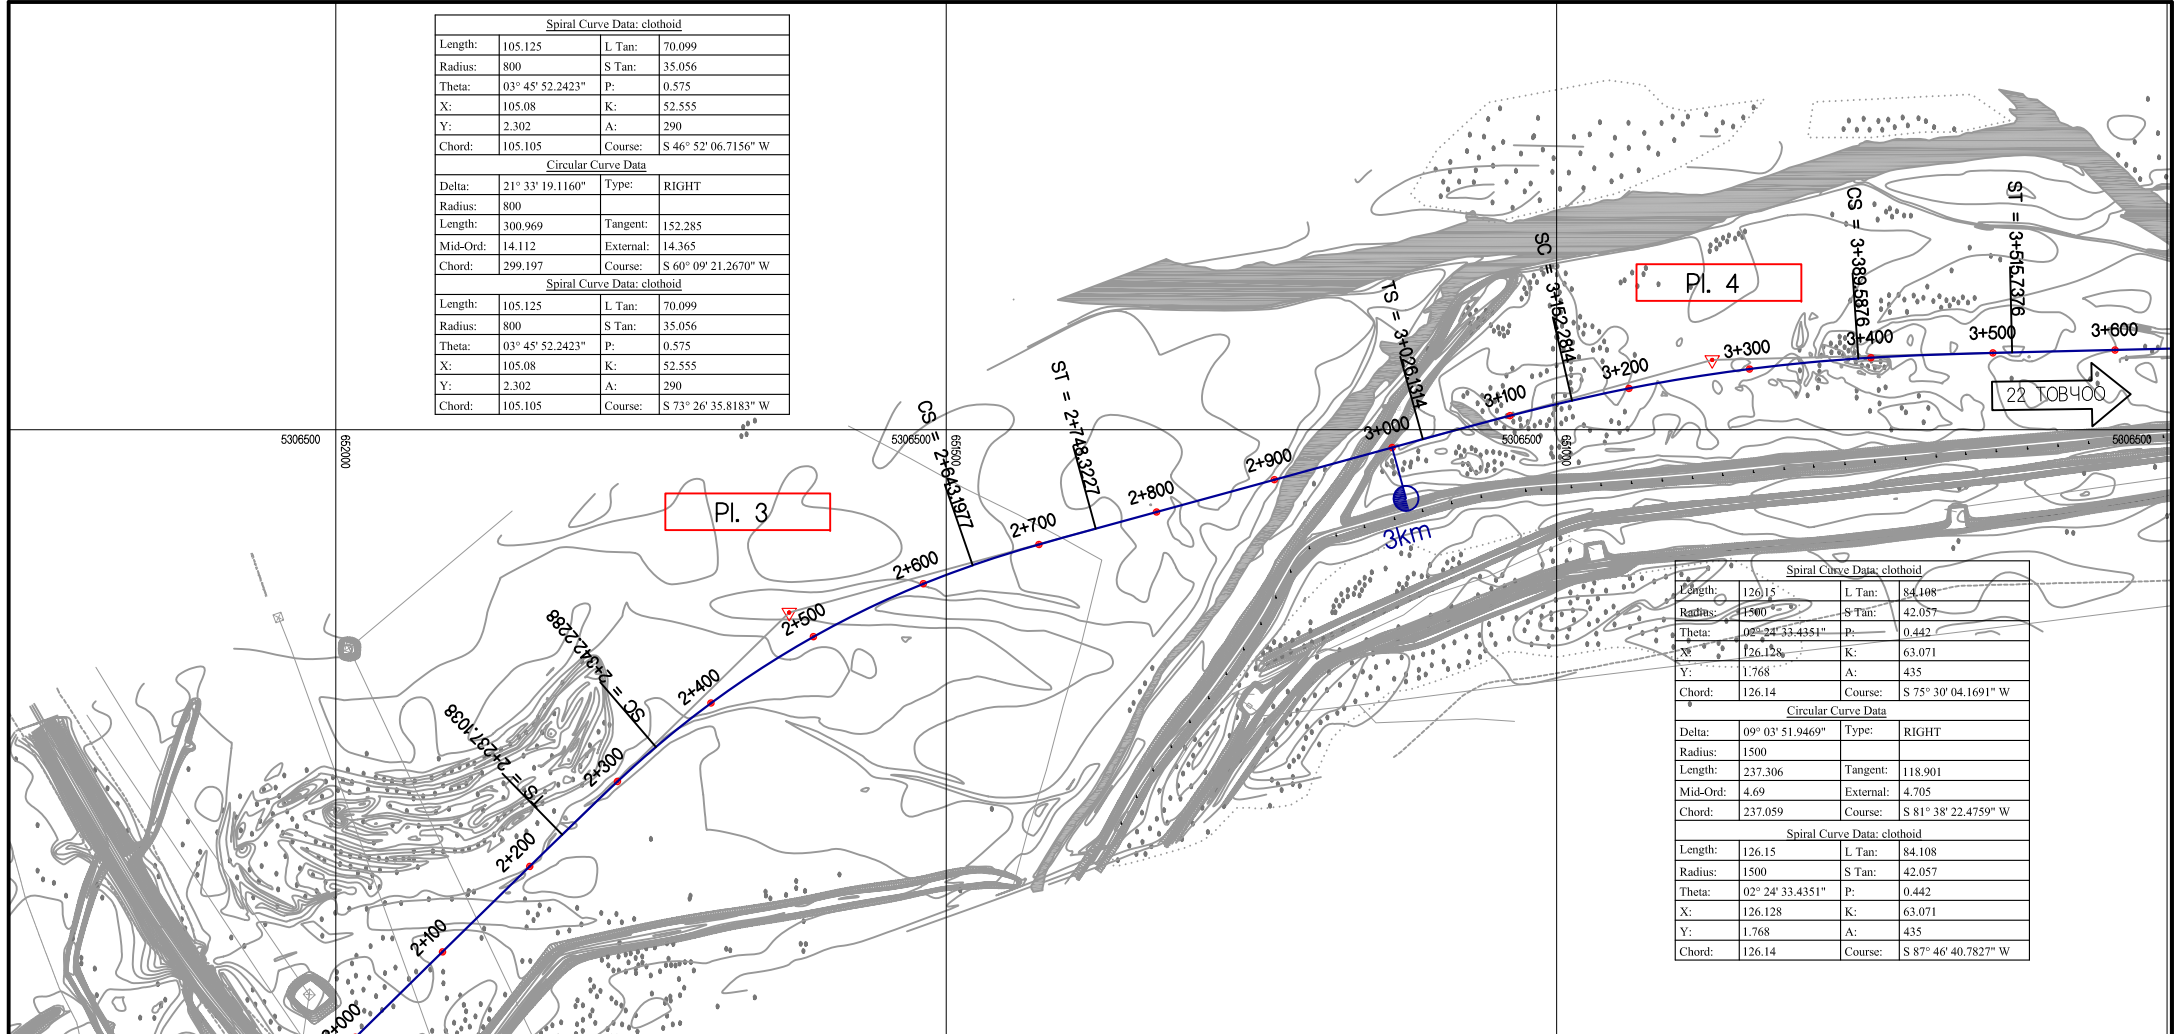 Spiral Curve Data: clothoid
Length: 105.125 L Tan: 70.099
Radius: 800 S Tan: 35.056
Theta: 03° 45' 52.2423" P: 0.575
X: 105.08 K: 52.555
Y: 2.302 A: 290
Chord: 105.105 Course: S 46° 52' 06.7156" W
Circular Curve Data
Delta: 21° 33' 19.1160" Type: RIGHT
Radius: 800
Length: 300.969 Tangent: 152.285
Mid-Ord: 14.112 External: 14.365
Chord: 299.197 Course: S 60° 09' 21.2670" W
Spiral Curve Data: clothoid
Length: 105.125 L Tan: 70.099
Radius: 800 S Tan: 35.056
Theta: 03° 45' 52.2423" P: 0.575
X: 105.08 K: 52.555
Y: 2.302 A: 290
Chord: 105.105 Course: S 73° 26' 35.8183" W
5306500
652000
5306500
651500
5306500
651000
5306500
PI. 3
PI. 4
22 ТОВЧОО
2+100
2+200
TS = 2+237.1038
2+300
SC = 2+342.2288
2+400
2+500
2+600
CS = 2+643.1977
2+700
ST = 2+748.3227
2+800
2+900
3+000
3km
TS = 3+026.1314
3+100
SC = 3+152.2814
3+200
3+300
CS = 3+389.5876
3+400
3+500
ST = 3+515.7376
3+600
Spiral Curve Data: clothoid
Length: 126.15 L Tan: 84.108
Radius: 1500 S Tan: 42.057
Theta: 02° 24' 33.4351" P: 0.442
X: 126.128 K: 63.071
Y: 1.768 A: 435
Chord: 126.14 Course: S 75° 30' 04.1691" W
Circular Curve Data
Delta: 09° 03' 51.9469" Type: RIGHT
Radius: 1500
Length: 237.306 Tangent: 118.901
Mid-Ord: 4.69 External: 4.705
Chord: 237.059 Course: S 81° 38' 22.4759" W
Spiral Curve Data: clothoid
Length: 126.15 L Tan: 84.108
Radius: 1500 S Tan: 42.057
Theta: 02° 24' 33.4351" P: 0.442
X: 126.128 K: 63.071
Y: 1.768 A: 435
Chord: 126.14 Course: S 87° 46' 40.7827" W